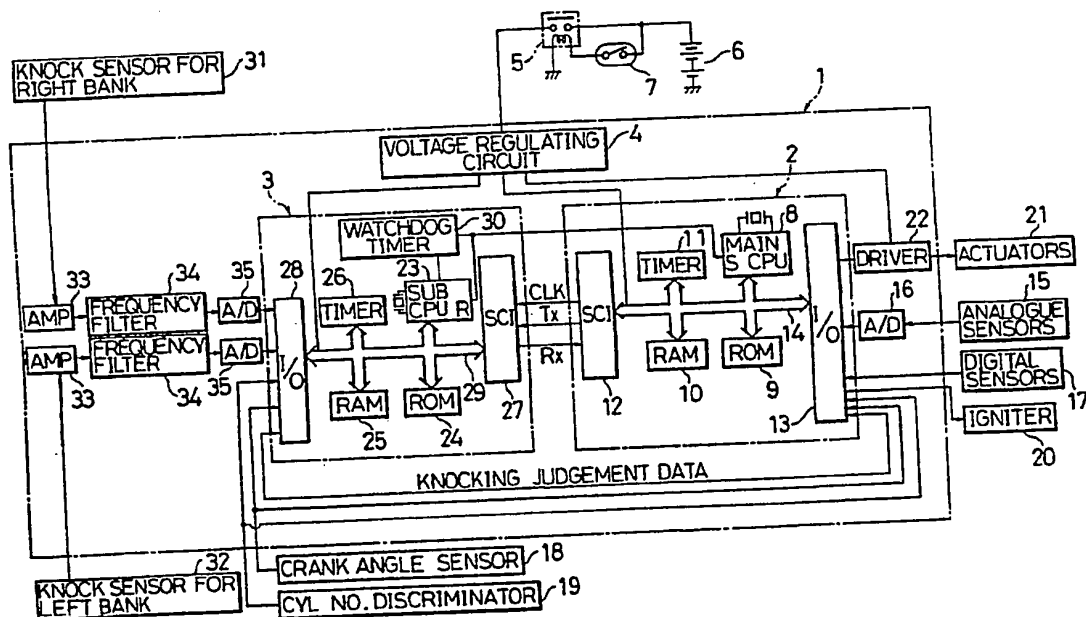 5
6
7
KNOCK SENSOR FOR
RIGHT BANK
31
1
VOLTAGE REGULATING
CIRCUIT
4
3
2
WATCHDOG
TIMER
30
8
22
21
33
34
35
28
26
23
11
MAIN
S CPU
DRIVER
ACTUATORS
AMP
FREQUENCY
FILTER
A/D
TIMER
SUB
CPU R
SCI
CLK
Tx
Rx
SCI
TIMER
16
15
AMP
FREQUENCY
FILTER
A/D
I/O
I/O
14
A/D
ANALOGUE
SENSORS
33
34
35
RAM
ROM
29
27
12
RAM
ROM
10
9
13
DIGITAL
SENSORS
17
25
24
IGNITER
20
KNOCKING JUDGEMENT DATA
KNOCK SENSOR FOR
LEFT BANK
32
CRANK ANGLE SENSOR
18
CYL NO. DISCRIMINATOR
19